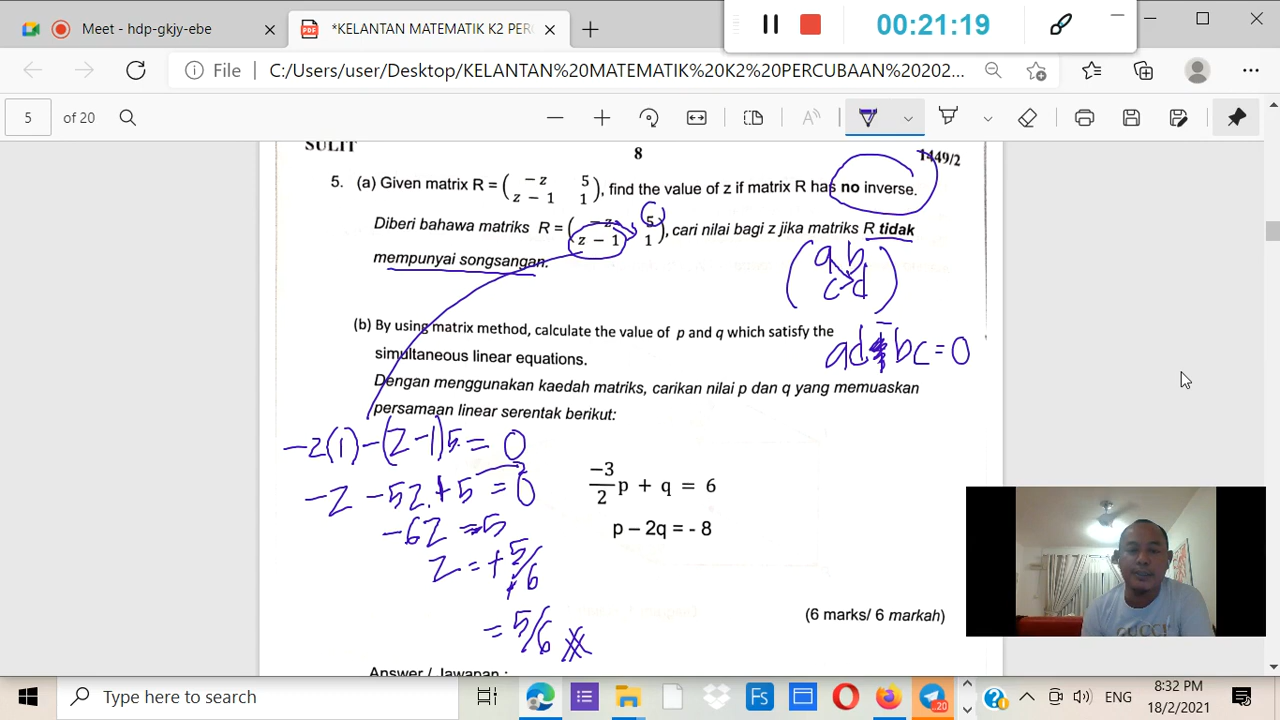 Meet - hdp-gkjy-ebe
*KELANTAN MATEMATIK K2 PERC
00:21:19
File
C:/Users/user/Desktop/KELANTAN%20MATEMATIK%20K2%20PERCUBAAN%20202...
5 of 20
SULIT 8 1449/2
5. (a) Given matrix R = ( −z 5 z − 1 1 ), find the value of z if matrix R has no inverse.
Diberi bahawa matriks R = ( −z 5 z − 1 1 ), cari nilai bagi z jika matriks R tidak
mempunyai songsangan.
( a b
c d )
ad - bc = 0
(b) By using matrix method, calculate the value of p and q which satisfy the
simultaneous linear equations.
Dengan menggunakan kaedah matriks, carikan nilai p dan q yang memuaskan
persamaan linear serentak berikut:
-z(1) - (z-1)5 = 0
-z - 5z + 5 = 0
-6z = -5
z = + 5/6
= 5/6
−3/2 p + q = 6
p – 2q = - 8
(6 marks/ 6 markah)
Answer / Jawapan :
GUCCI
Type here to search
Fs
20
ENG
8:32 PM
18/2/2021